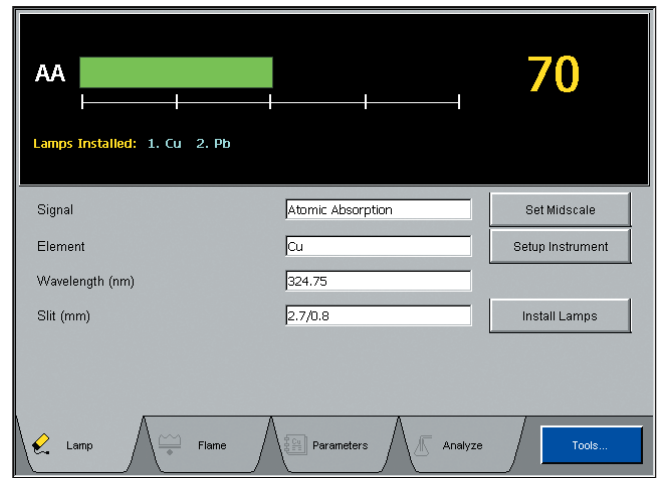 AA 70
Lamps Installed: 1. Cu 2. Pb
Signal Atomic Absorption Set Midscale
Element Cu Setup Instrument
Wavelength (nm) 324.75
Slit (mm) 2.7/0.8 Install Lamps
Lamp Flame Parameters Analyze Tools...